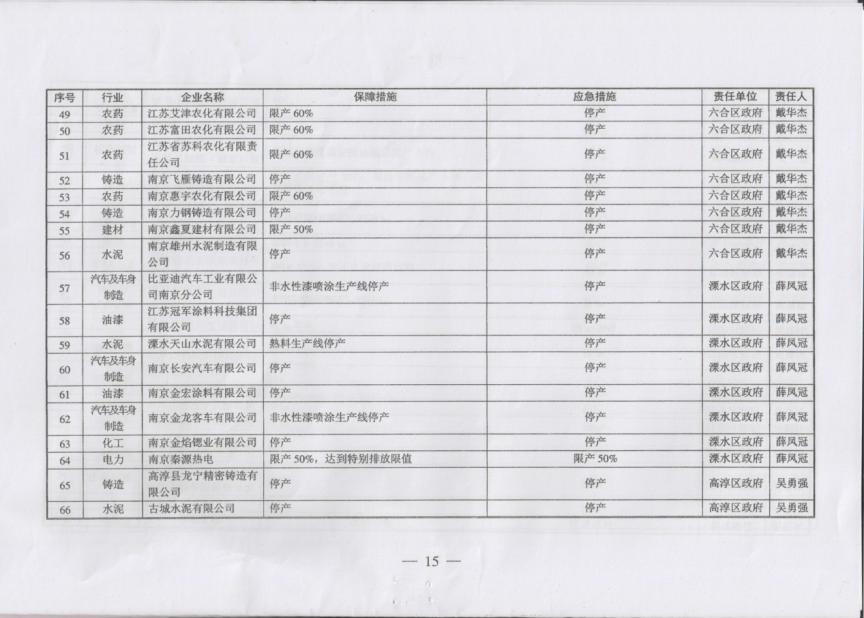 序号 行业 企业名称 保障措施 应急措施 责任单位 责任人
49 农药 江苏艾津农化有限公司 限产 60% 停产 六合区政府 戴华杰
50 农药 江苏富田农化有限公司 限产 60% 停产 六合区政府 戴华杰
51 农药 江苏省苏科农化有限责 限产 60% 停产 六合区政府 戴华杰
任公司
52 铸造 南京飞雁铸造有限公司 停产 停产 六合区政府 戴华杰
53 农药 南京惠宇农化有限公司 限产 60% 停产 六合区政府 戴华杰
54 铸造 南京力钢铸造有限公司 停产 停产 六合区政府 戴华杰
55 建材 南京鑫夏建材有限公司 限产 50% 停产 六合区政府 戴华杰
56 水泥 南京雄州水泥制造有限 停产 停产 六合区政府 戴华杰
公司
57 汽车及车身 比亚迪汽车工业有限公 非水性漆喷涂生产线停产 停产 溧水区政府 薛凤冠
制造 司南京分公司
58 油漆 江苏冠军涂料科技集团 停产 停产 溧水区政府 薛凤冠
有限公司
59 水泥 溧水天山水泥有限公司 熟料生产线停产 停产 溧水区政府 薛凤冠
60 汽车及车身 南京长安汽车有限公司 停产 停产 溧水区政府 薛凤冠
制造
61 油漆 南京金宏涂料有限公司 停产 停产 溧水区政府 薛凤冠
62 汽车及车身 南京金龙客车有限公司 非水性漆喷涂生产线停产 停产 溧水区政府 薛凤冠
制造
63 化工 南京金焰锶业有限公司 停产 停产 溧水区政府 薛凤冠
64 电力 南京秦源热电 限产 50%，达到特别排放限值 限产 50% 溧水区政府 薛凤冠
65 铸造 高淳县龙宁精密铸造有 停产 停产 高淳区政府 吴勇强
限公司
66 水泥 古城水泥有限公司 停产 停产 高淳区政府 吴勇强
— 15 —